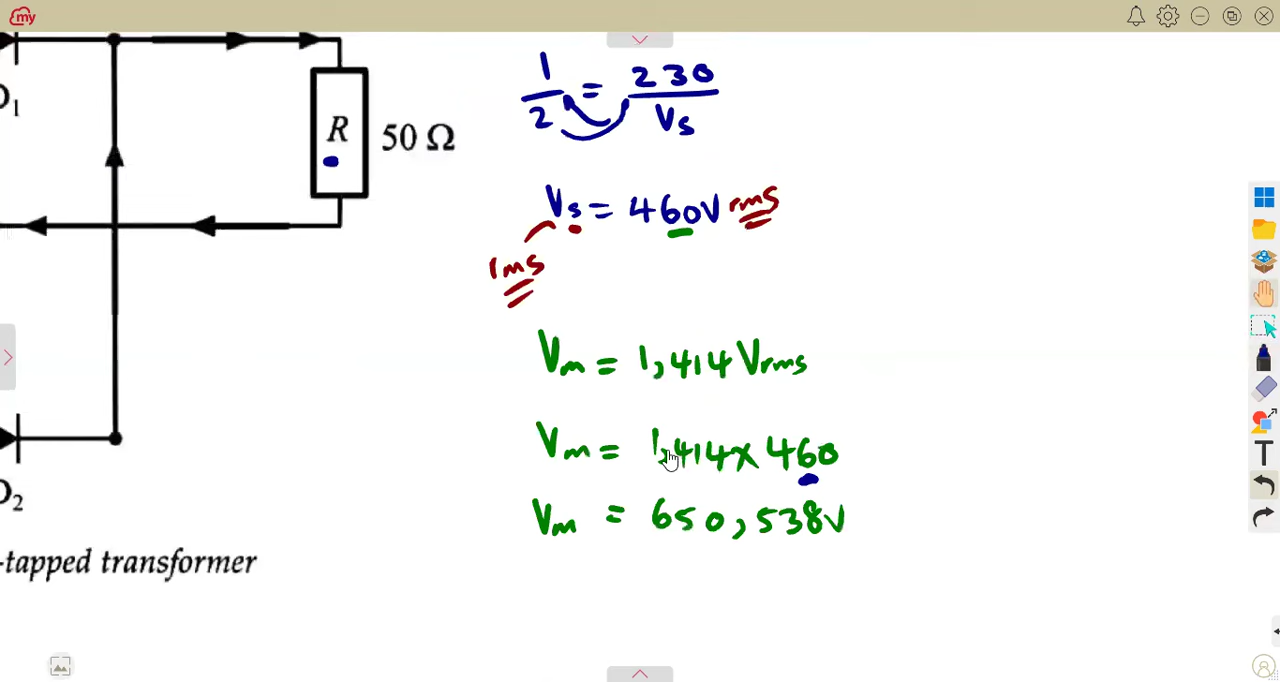 my
D₁
R
50 Ω
D₂
-tapped transformer
1/2 = 230/Vs
Vs = 460V rms
rms
Vm = 1,414 Vrms
Vm = 1,414 x 460
Vm = 650,538V
T